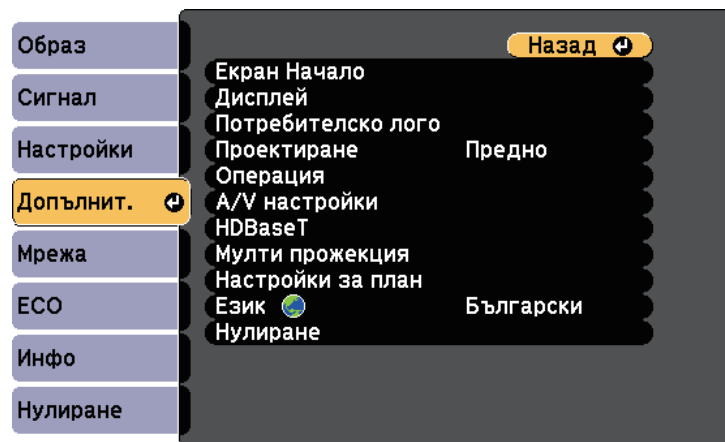 Образ
Сигнал
Настройки
Допълнит.
Мрежа
ECO
Инфо
Нулиране
Назад
Екран Начало
Дисплей
Потребителско лого
Проектиране Предно
Операция
A/V настройки
HDBaseT
Мулти прожекция
Настройки за план
Език Български
Нулиране